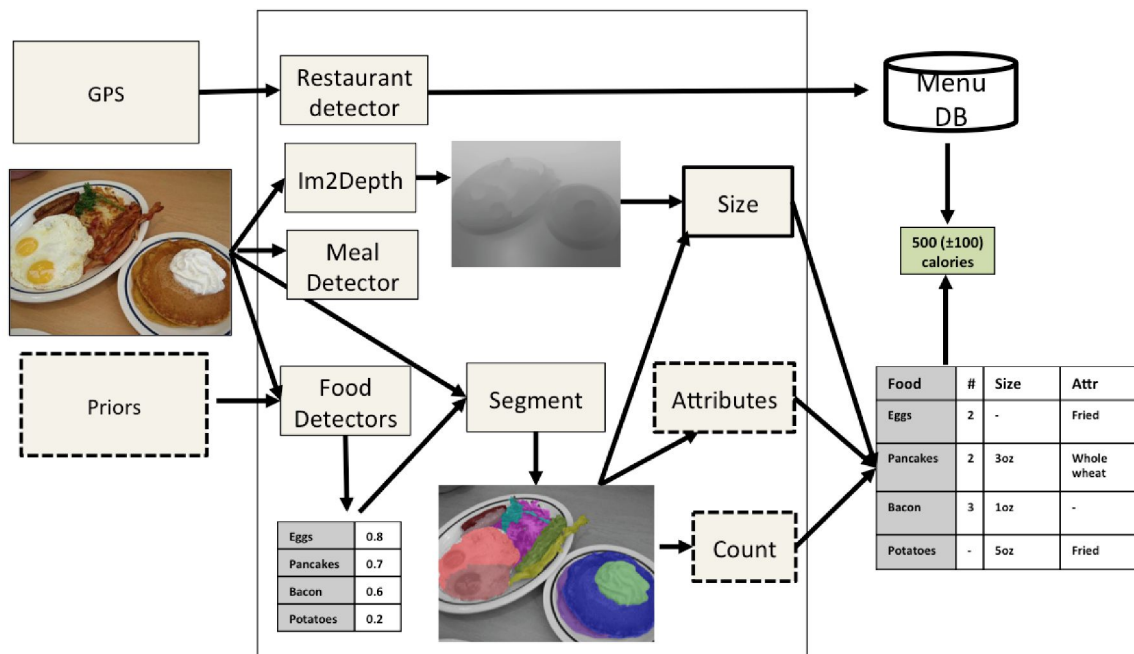 GPS
Restaurant
detector
Menu
DB
Im2Depth
Size
Meal
Detector
500 (±100)
calories
Priors
Food
Detectors
Segment
Attributes
Count
Eggs 0.8
Pancakes 0.7
Bacon 0.6
Potatoes 0.2
Food # Size Attr
Eggs 2 - Fried
Pancakes 2 3oz Whole
wheat
Bacon 3 1oz -
Potatoes - 5oz Fried